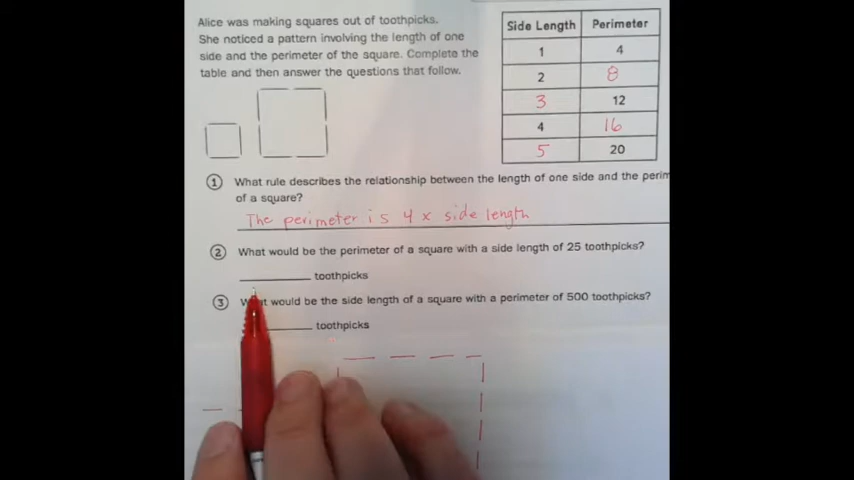 Alice was making squares out of toothpicks.
She noticed a pattern involving the length of one
side and the perimeter of the square. Complete the
table and then answer the questions that follow.
Side Length Perimeter
1 4
2 8
3 12
4 16
5 20
1 What rule describes the relationship between the length of one side and the perim
of a square?
The perimeter is 4 x side length
2 What would be the perimeter of a square with a side length of 25 toothpicks?
toothpicks
3 What would be the side length of a square with a perimeter of 500 toothpicks?
toothpicks